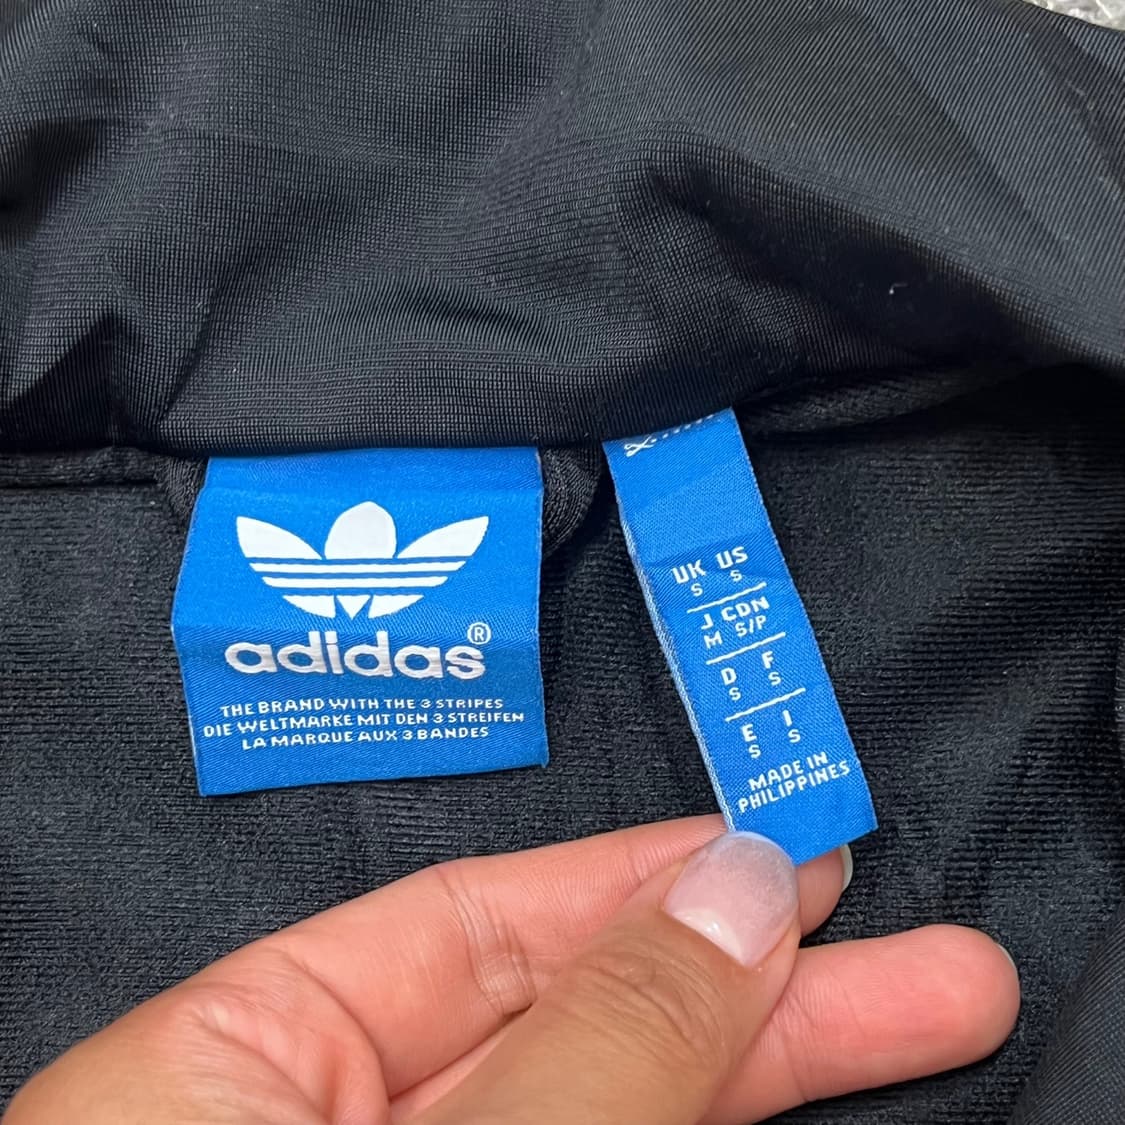 adidas®
THE BRAND WITH THE 3 STRIPES
DIE WELTMARKE MIT DEN 3 STREIFEN
LA MARQUE AUX 3 BANDES
UK US
S S
J CDN
M S/P
D F
S S
E I
S S
MADE IN
PHILIPPINES